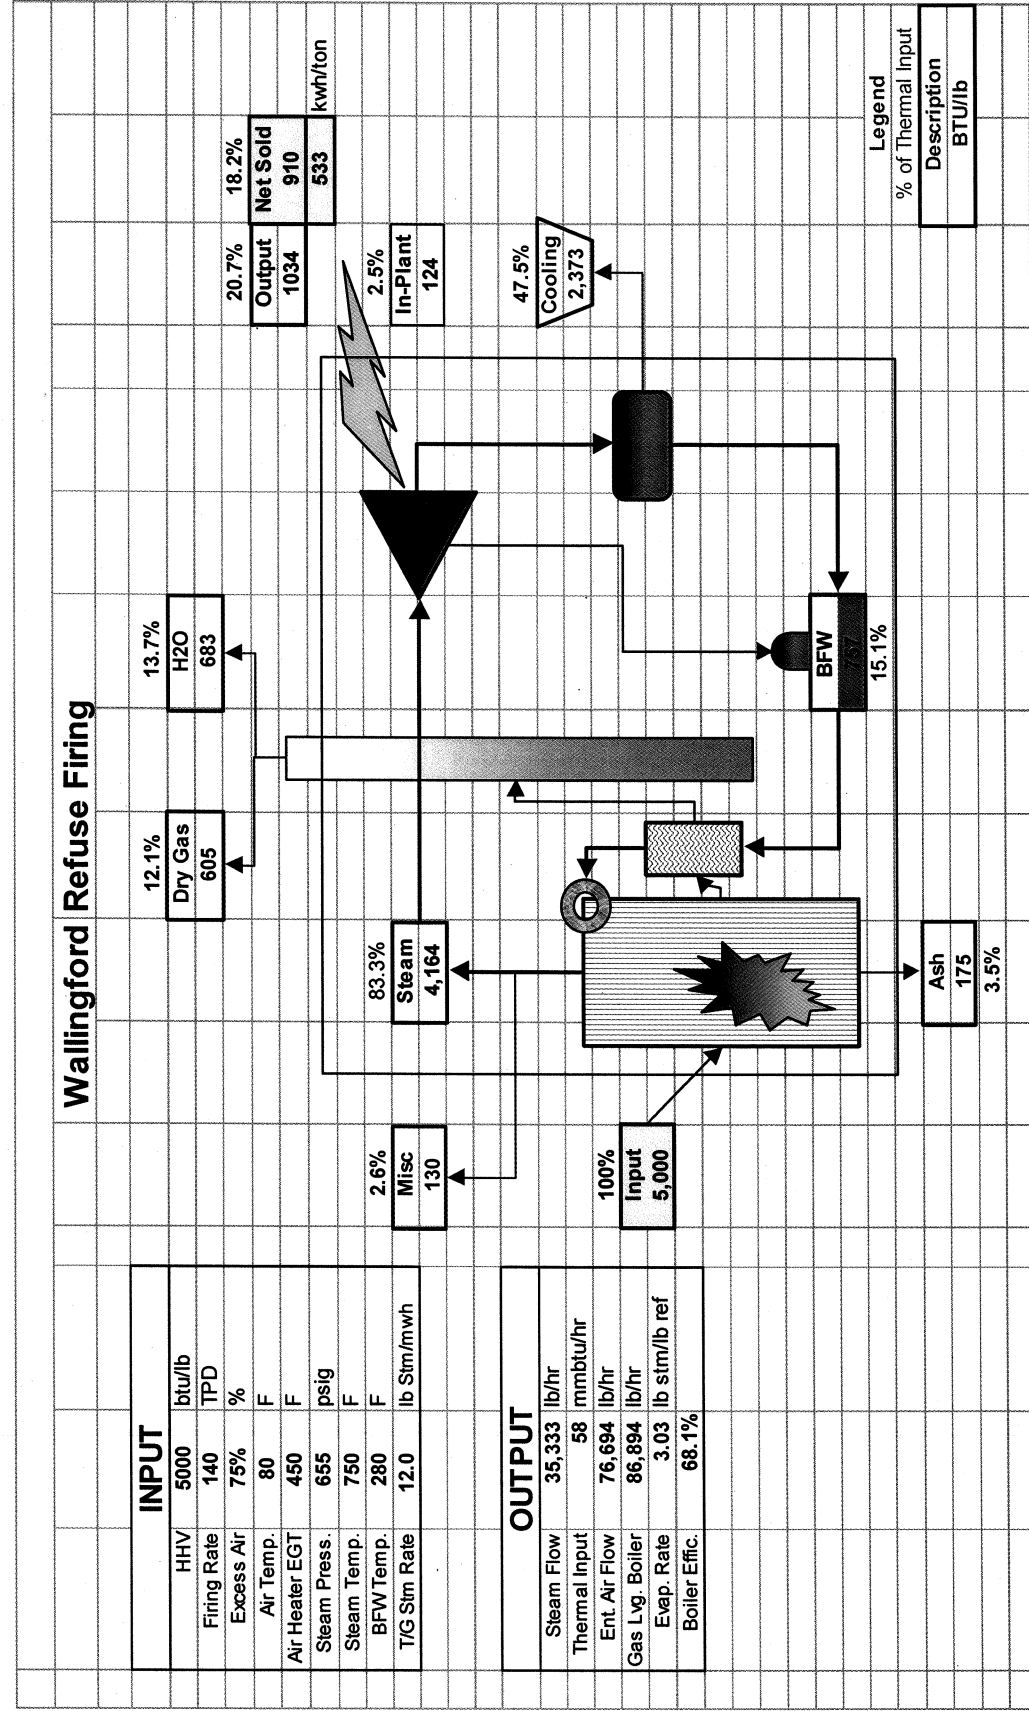 Wallingford Refuse Firing
INPUT
HHV 5000 btu/lb
Firing Rate 140 TPD
Excess Air 75% %
Air Temp. 80 F
Air Heater EGT 450 F
Steam Press. 655 psig
Steam Temp. 750 F
BFW Temp. 280 F
T/G Stm Rate 12.0 lb Stm/mwh
OUTPUT
Steam Flow 35,333 lb/hr
Thermal Input 58 mmbtu/hr
Ent. Air Flow 76,694 lb/hr
Gas Lvg. Boiler 86,894 lb/hr
Evap. Rate 3.03 lb stm/lb ref
Boiler Effic. 68.1%
2.6%
Misc
130
100%
Input
5,000
83.3%
Steam
4,164
12.1%
Dry Gas
605
13.7%
H2O
683
Ash
175
3.5%
BFW
767
15.1%
20.7%
Output
1034
18.2%
Net Sold
910
533 kwh/ton
2.5%
In-Plant
124
47.5%
Cooling
2,373
Legend
% of Thermal Input
Description
BTU/lb